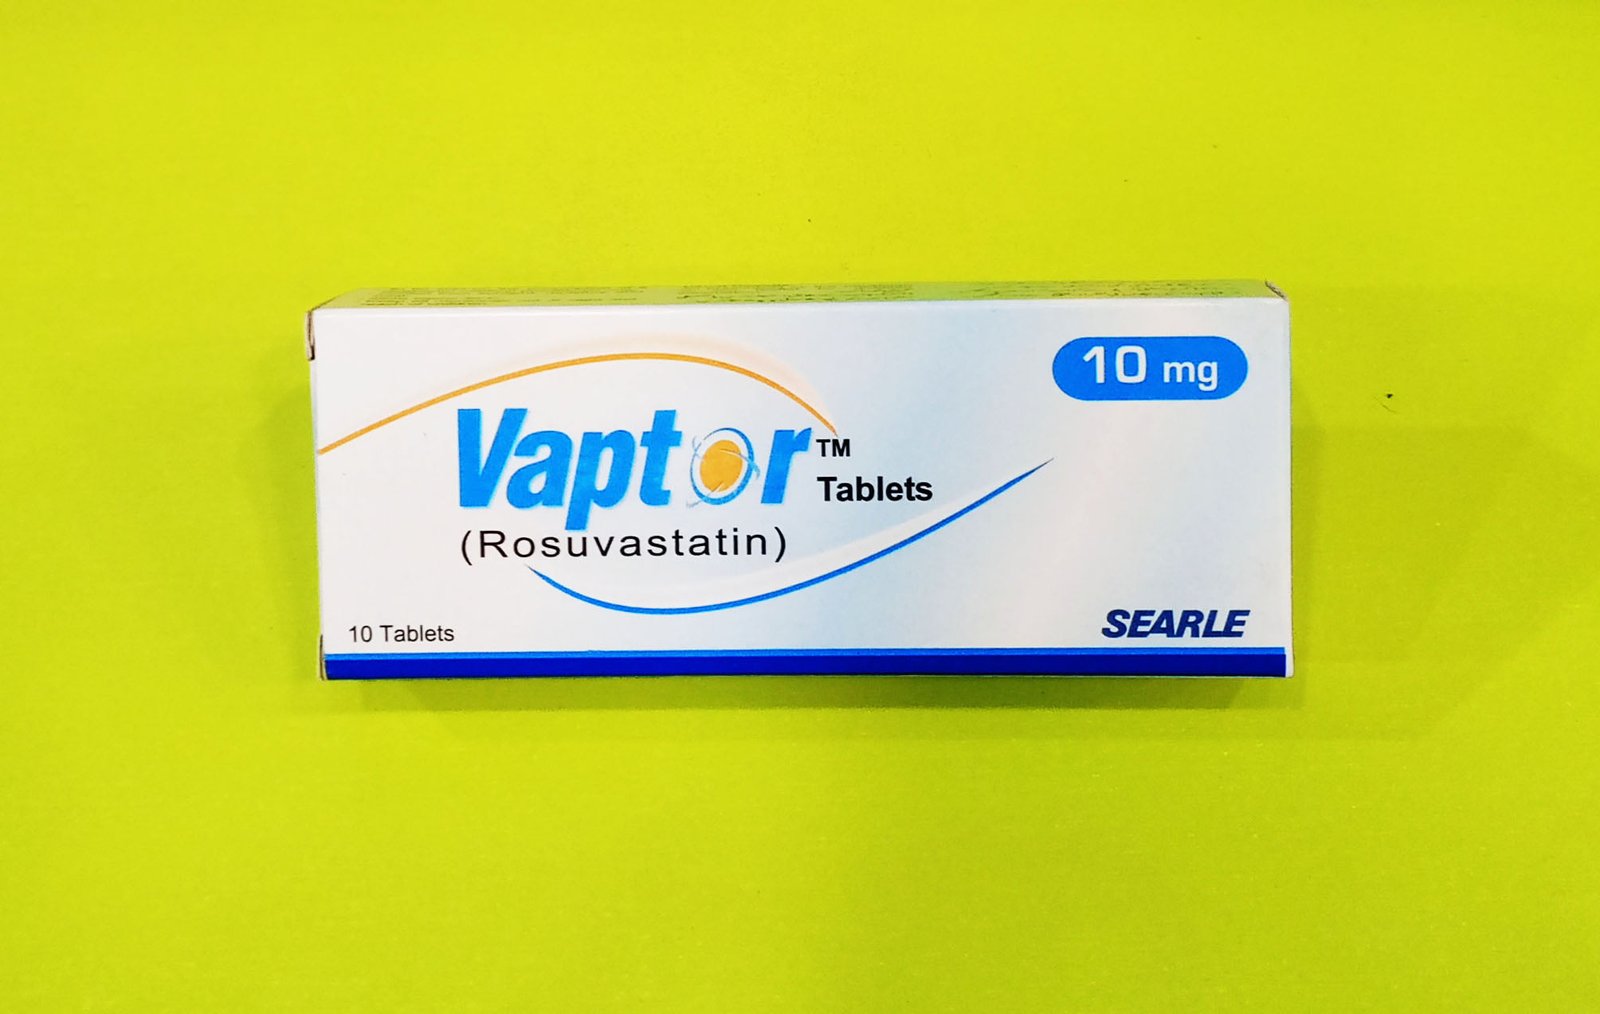 10 mg
Vaptor™
Tablets
(Rosuvastatin)
10 Tablets
SEARLE